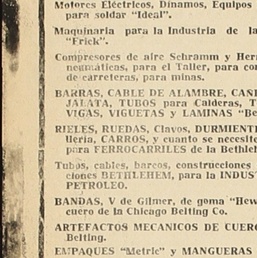 Motores Eléctricos, Dínamos, Equipos
para soldar "Ideal".
Maquinaria para la Industria de la
"Frick".
Compresores de aire Schramm y Her
neumáticas, para el Taller, para con
de carreteras, para minas.
BARRAS, CABLE DE ALAMBRE, CAÑ
JALATA, TUBOS para Calderas, T
VIGAS, VIGUETAS y LAMINAS "Be
RIELES, RUEDAS, Clavos, DURMIENTE
llería, CARROS, y cuanto se necesite
para FERROCARRILES de la Bethleh
Tubos, cables, barcos, construcciones
ciones BETHLEHEM, para la INDUS
PETROLEO.
BANDAS, V de Gilmer, de goma "Hew
cuero de la Chicago Belting Co.
ARTEFACTOS MECANICOS DE CUERO
Belting.
EMPAQUES "Metric" y MANGUERAS